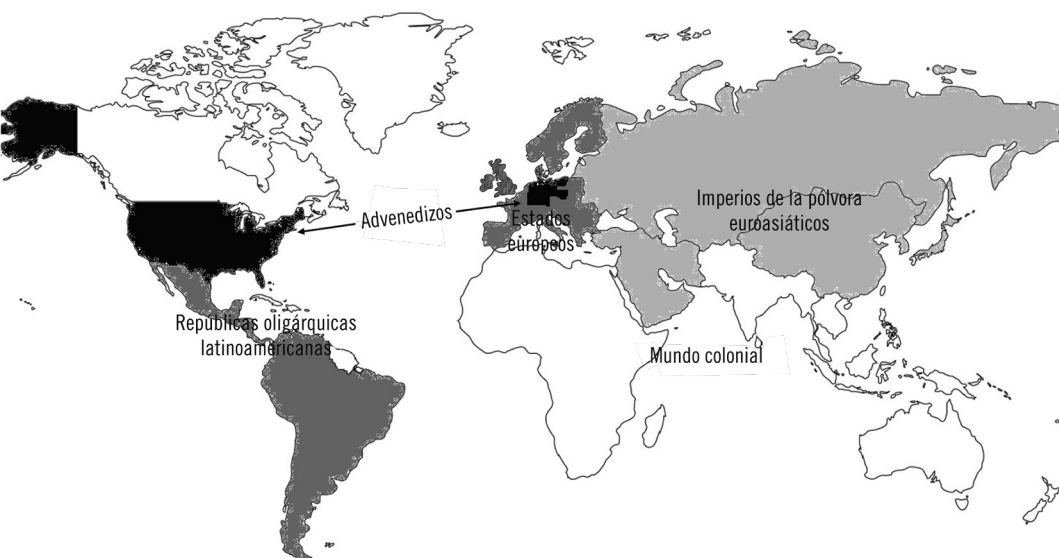 Imperios de la pólvora
euroasiáticos
Advenedizos
Estados
europeos
Repúblicas oligárquicas
latinoamericanas
Mundo colonial